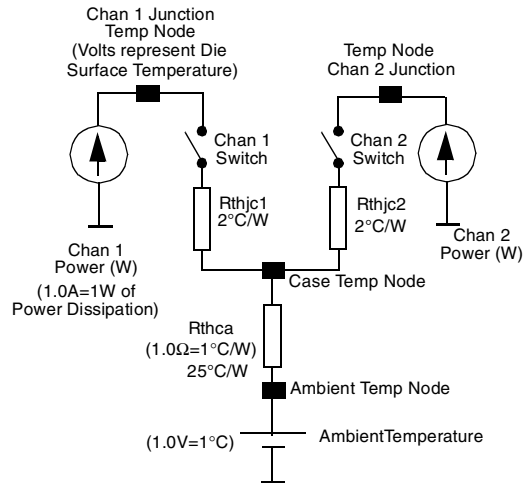 Chan 1 Junction
Temp Node
(Volts represent Die
Surface Temperature)
Temp Node
Chan 2 Junction
Chan 1
Switch
Chan 2
Switch
Rthjc1
2°C/W
Rthjc2
2°C/W
Chan 1
Power (W)
(1.0A=1W of
Power Dissipation)
Chan 2
Power (W)
Case Temp Node
Rthca
(1.0Ω=1°C/W)
25°C/W
Ambient Temp Node
(1.0V=1°C)
AmbientTemperature